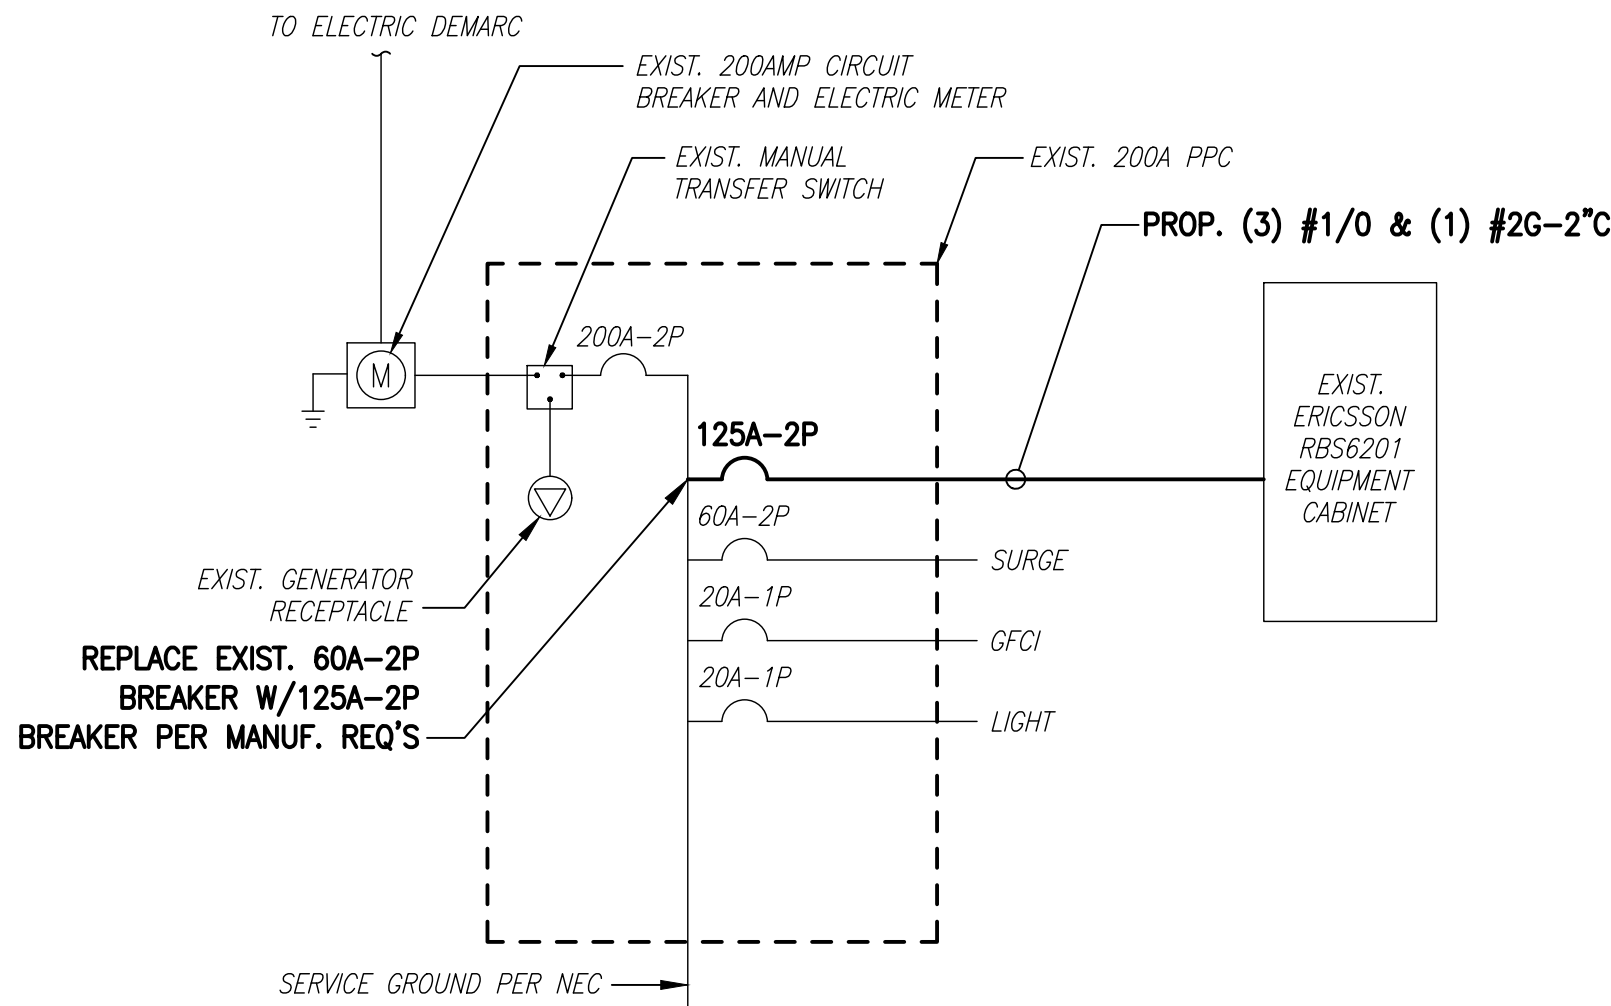 TO ELECTRIC DEMARC
EXIST. 200AMP CIRCUIT
BREAKER AND ELECTRIC METER
EXIST. MANUAL
TRANSFER SWITCH
EXIST. 200A PPC
PROP. (3) #1/0 & (1) #2G-2"C
200A-2P
M
EXIST.
ERICSSON
RBS6201
EQUIPMENT
CABINET
125A-2P
60A-2P
SURGE
20A-1P
GFCI
20A-1P
LIGHT
EXIST. GENERATOR
RECEPTACLE
REPLACE EXIST. 60A-2P
BREAKER W/125A-2P
BREAKER PER MANUF. REQ'S
SERVICE GROUND PER NEC